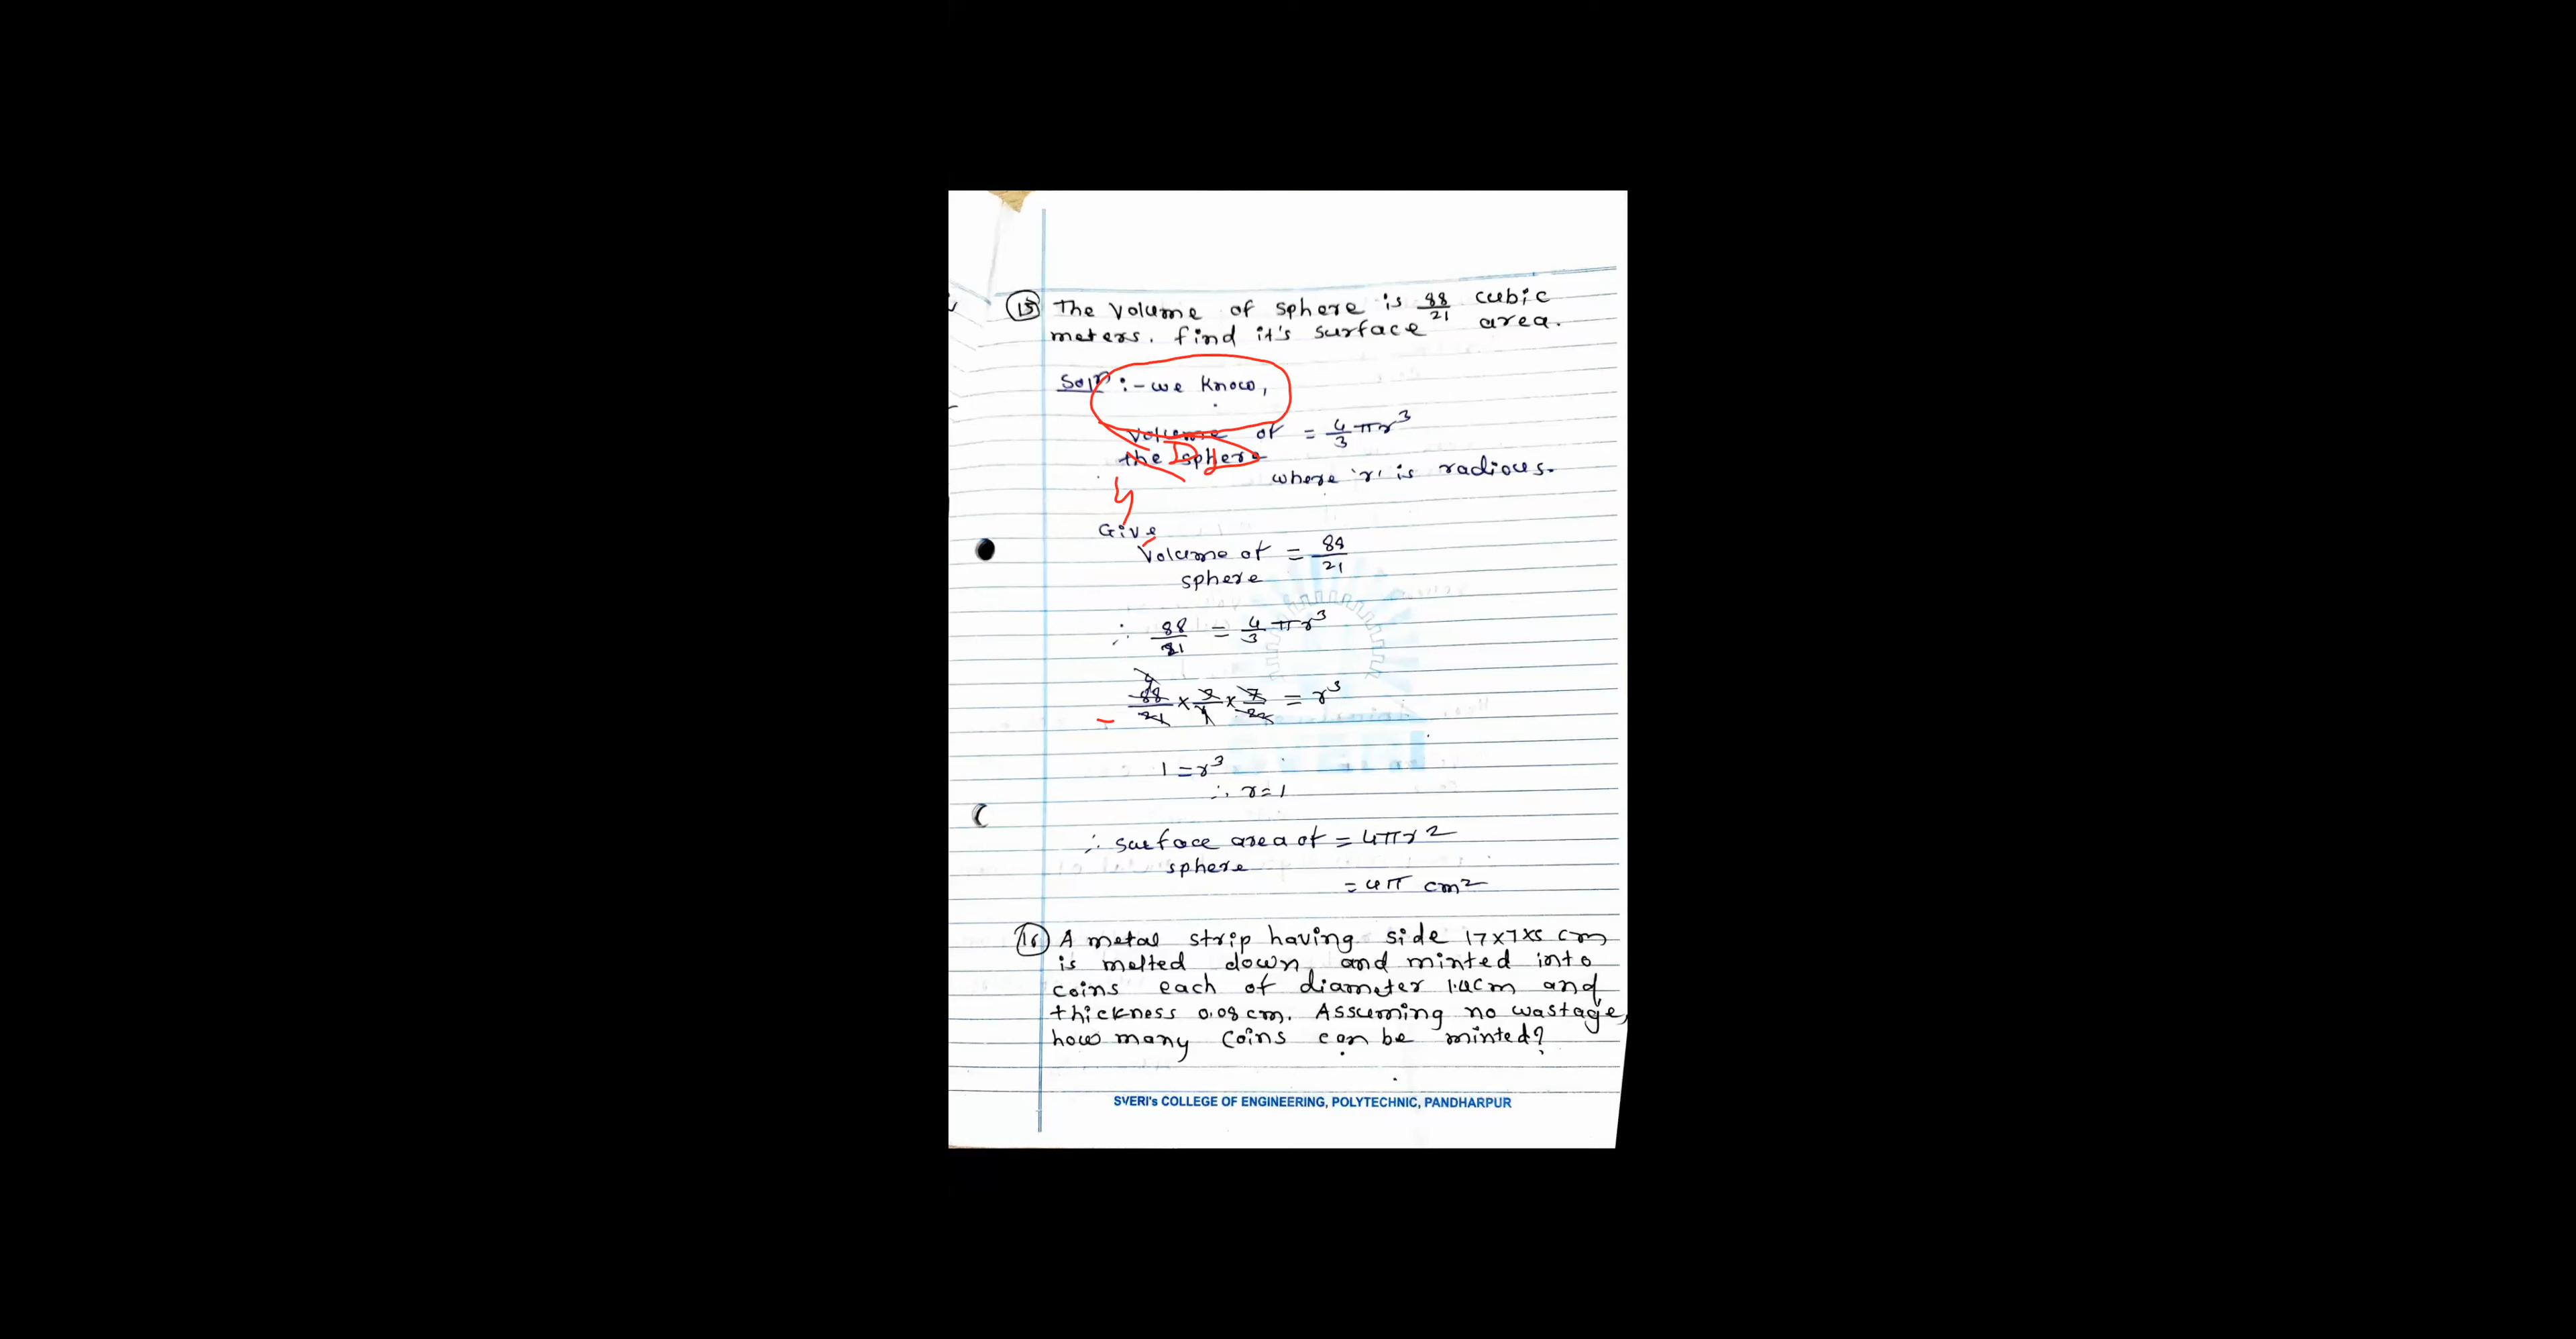 15 The volume of sphere is 88/21 cubic
meters. find it's surface area.
Soln :- we know,
volume of = 4/3 πr³
the sphere
where 'r' is radious.
Give
volume of = 88/21
sphere
∴ 88/21 = 4/3 πr³
88/21 × 3/4 × 7/22 = r³
1 = r³
∴ r = 1
∴ surface area of = 4πr²
sphere
= 4π cm²
16 A metal strip having side 17×7×5 cm
is melted down and minted into
coins each of diameter 1.4cm and
thickness 0.08 cm. Assuming no wastage,
how many coins can be minted?
SVERI's COLLEGE OF ENGINEERING, POLYTECHNIC, PANDHARPUR